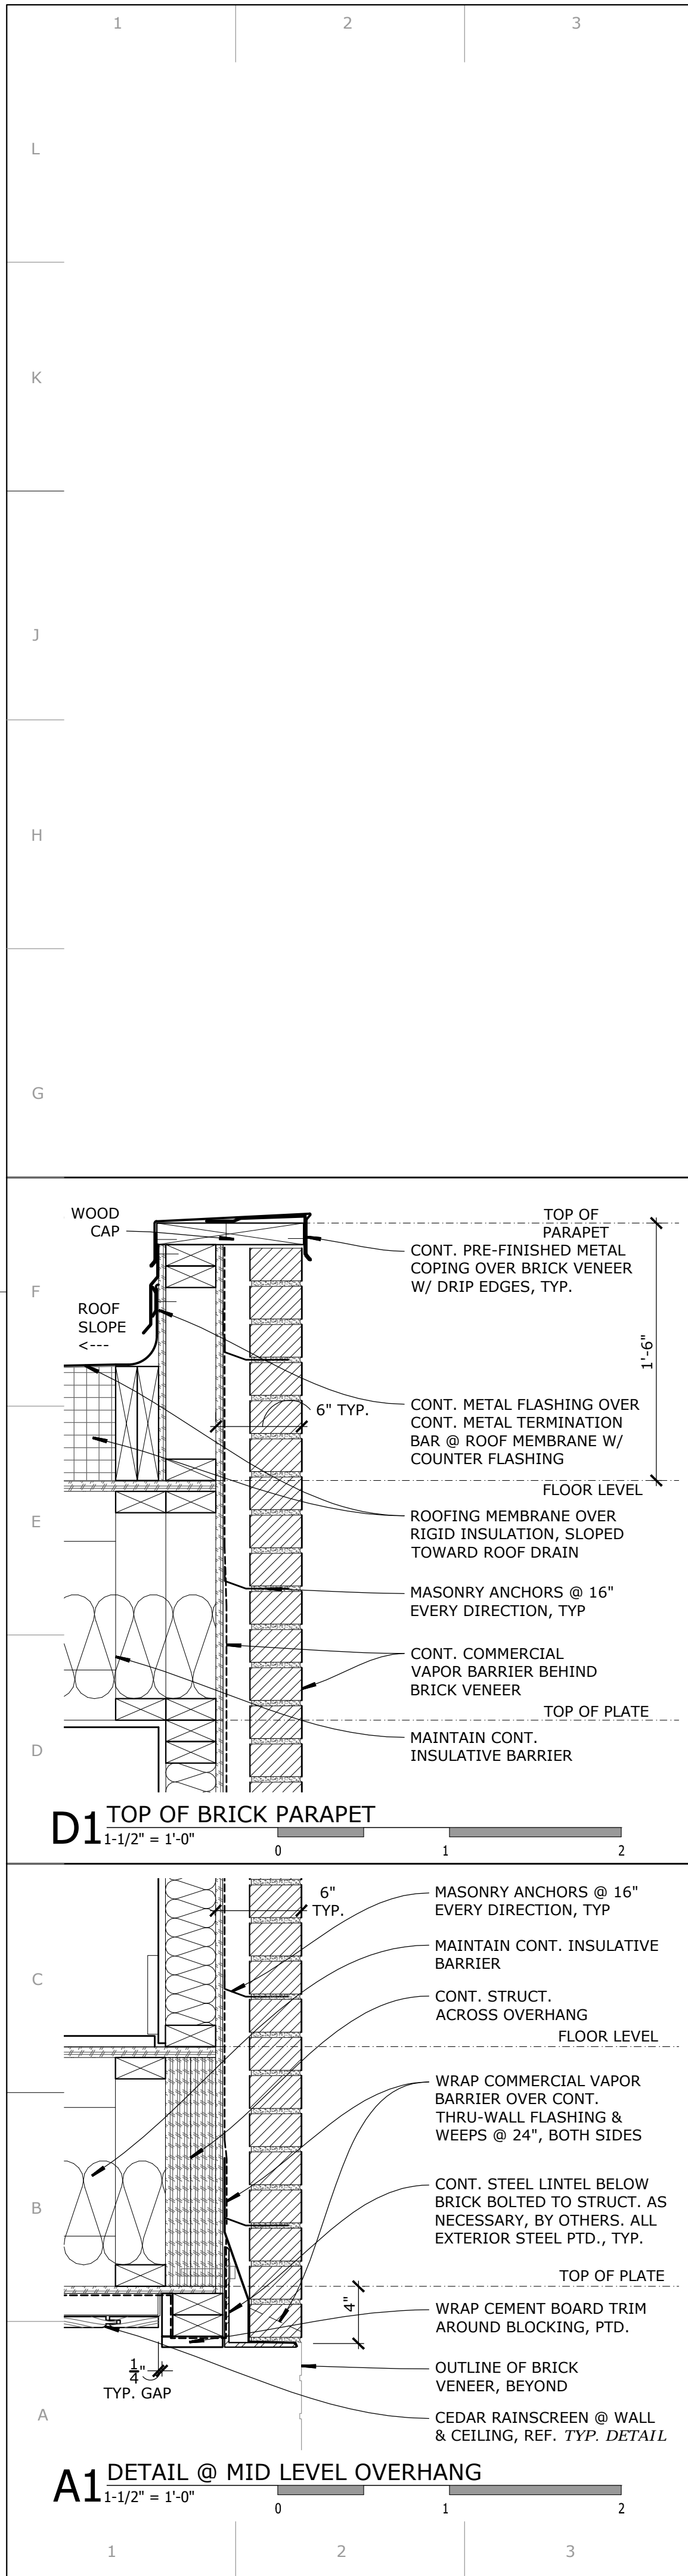 1
2
3
L
K
J
H
G
F
E
D
C
B
A
WOOD
CAP
TOP OF
PARAPET
CONT. PRE-FINISHED METAL
COPING OVER BRICK VENEER
W/ DRIP EDGES, TYP.
ROOF
SLOPE
<---
1'-6"
6" TYP.
CONT. METAL FLASHING OVER
CONT. METAL TERMINATION
BAR @ ROOF MEMBRANE W/
COUNTER FLASHING
FLOOR LEVEL
ROOFING MEMBRANE OVER
RIGID INSULATION, SLOPED
TOWARD ROOF DRAIN
MASONRY ANCHORS @ 16"
EVERY DIRECTION, TYP
CONT. COMMERCIAL
VAPOR BARRIER BEHIND
BRICK VENEER
TOP OF PLATE
MAINTAIN CONT.
INSULATIVE BARRIER
D1 TOP OF BRICK PARAPET
1-1/2" = 1'-0"
0
1
2
6"
TYP.
MASONRY ANCHORS @ 16"
EVERY DIRECTION, TYP
MAINTAIN CONT. INSULATIVE
BARRIER
CONT. STRUCT.
ACROSS OVERHANG
FLOOR LEVEL
WRAP COMMERCIAL VAPOR
BARRIER OVER CONT.
THRU-WALL FLASHING &
WEEPS @ 24", BOTH SIDES
CONT. STEEL LINTEL BELOW
BRICK BOLTED TO STRUCT. AS
NECESSARY, BY OTHERS. ALL
EXTERIOR STEEL PTD., TYP.
TOP OF PLATE
4"
WRAP CEMENT BOARD TRIM
AROUND BLOCKING, PTD.
1/4"
TYP. GAP
OUTLINE OF BRICK
VENEER, BEYOND
CEDAR RAINSCREEN @ WALL
& CEILING, REF. TYP. DETAIL
A1 DETAIL @ MID LEVEL OVERHANG
1-1/2" = 1'-0"
0
1
2
1
2
3